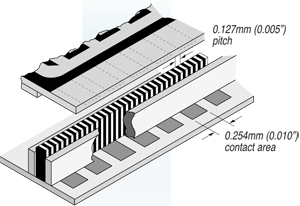 0.127mm (0.005”)
pitch
0.254mm (0.010”)
contact area